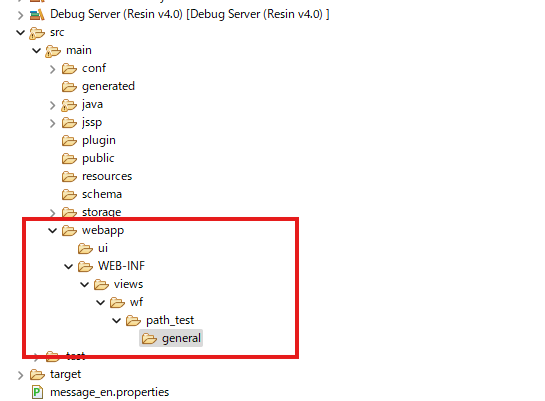 Debug Server (Resin v4.0) [Debug Server (Resin v4.0) ]
src
main
conf
generated
java
jssp
plugin
public
resources
schema
storage
webapp
ui
WEB-INF
views
wf
path_test
general
test
target
message_en.properties